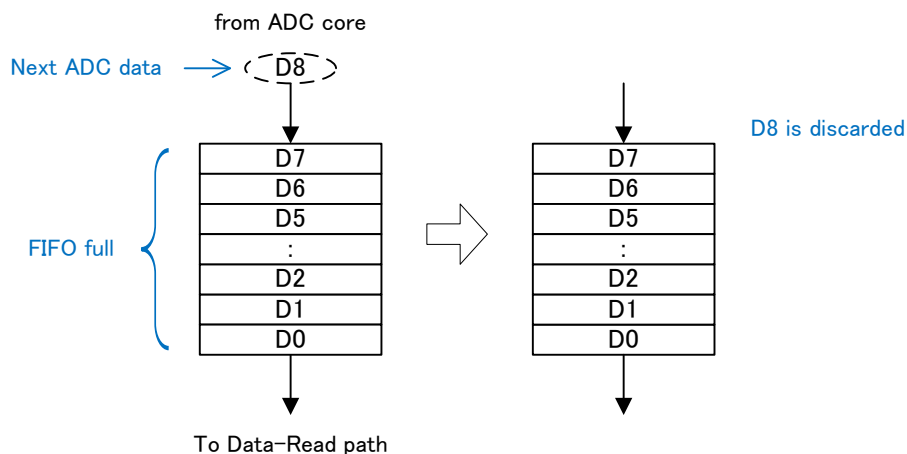 from ADC core
Next ADC data
D8
D8 is discarded
FIFO full
D7
D6
D5
:
D2
D1
D0
D7
D6
D5
:
D2
D1
D0
To Data-Read path